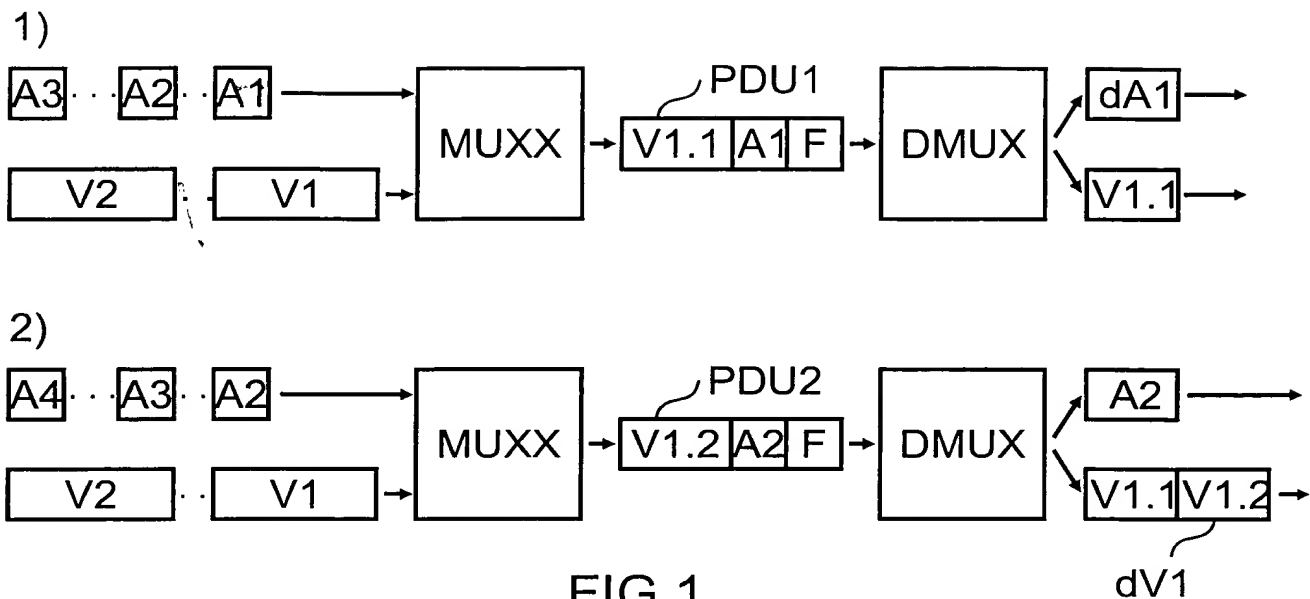 1)
A3 A2 A1
V2 V1
MUXX
PDU1
V1.1 A1 F
DMUX
dA1
V1.1
2)
A4 A3 A2
V2 V1
MUXX
PDU2
V1.2 A2 F
DMUX
A2
V1.1 V1.2
dV1
FIG 1